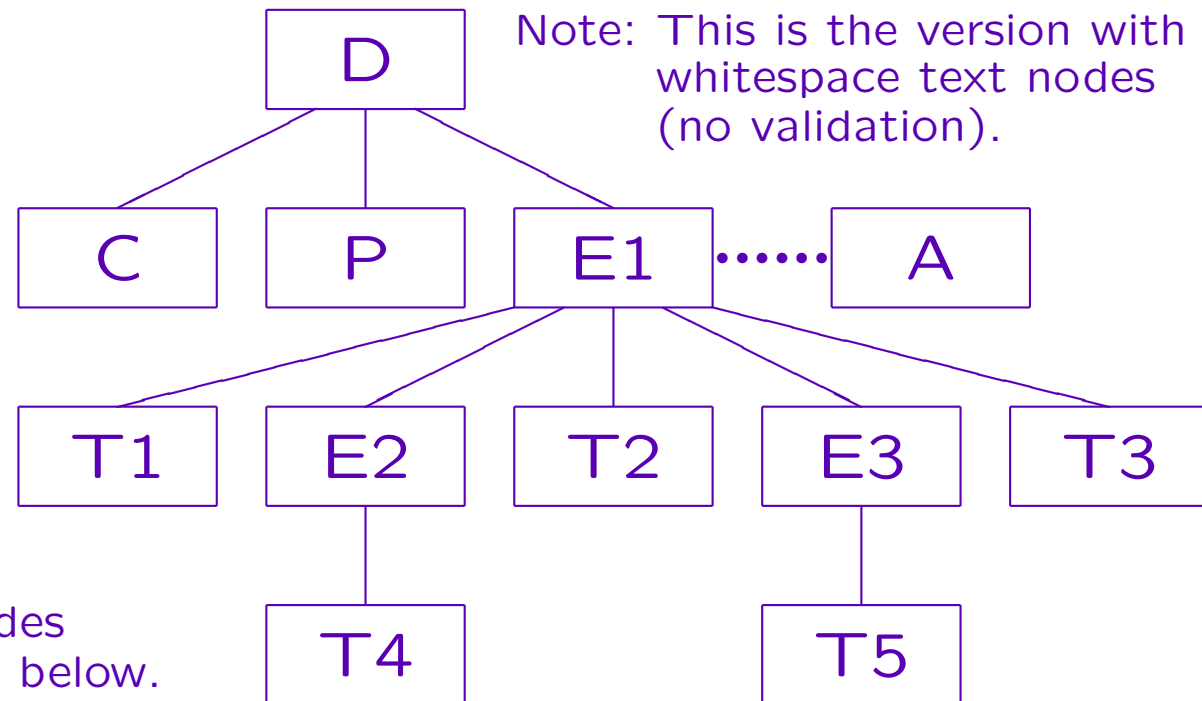 D
Note: This is the version with
whitespace text nodes
(no validation).
C
P
E1
A
T1
E2
T2
E3
T3
T4
T5
below.